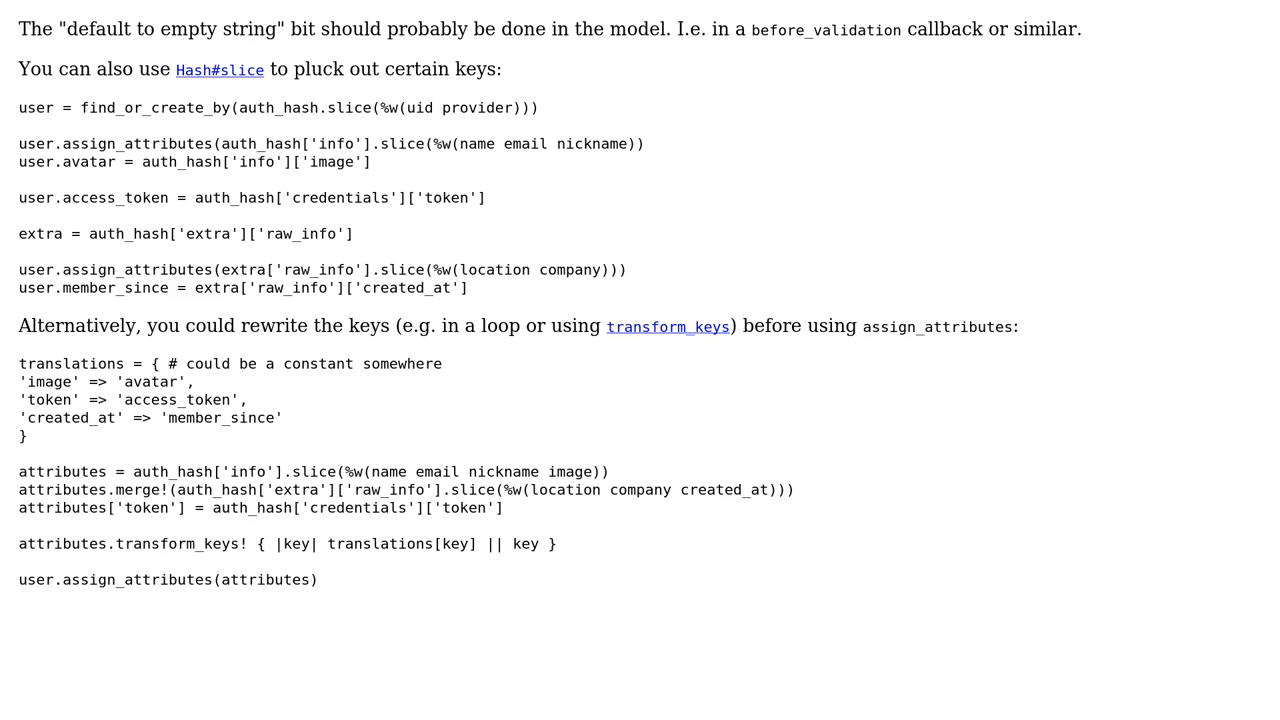 The "default to empty string" bit should probably be done in the model. I.e. in a before_validation callback or similar.
You can also use Hash#slice to pluck out certain keys:
user = find_or_create_by(auth_hash.slice(%w(uid provider)))
user.assign_attributes(auth_hash['info'].slice(%w(name email nickname))
user.avatar = auth_hash['info']['image']
user.access_token = auth_hash['credentials']['token']
extra = auth_hash['extra']['raw_info']
user.assign_attributes(extra['raw_info'].slice(%w(location company)))
user.member_since = extra['raw_info']['created_at']
Alternatively, you could rewrite the keys (e.g. in a loop or using transform_keys) before using assign_attributes:
translations = { # could be a constant somewhere
'image' => 'avatar',
'token' => 'access_token',
'created_at' => 'member_since'
}
attributes = auth_hash['info'].slice(%w(name email nickname image))
attributes.merge!(auth_hash['extra']['raw_info'].slice(%w(location company created_at)))
attributes['token'] = auth_hash['credentials']['token']
attributes.transform_keys! { |key| translations[key] || key }
user.assign_attributes(attributes)